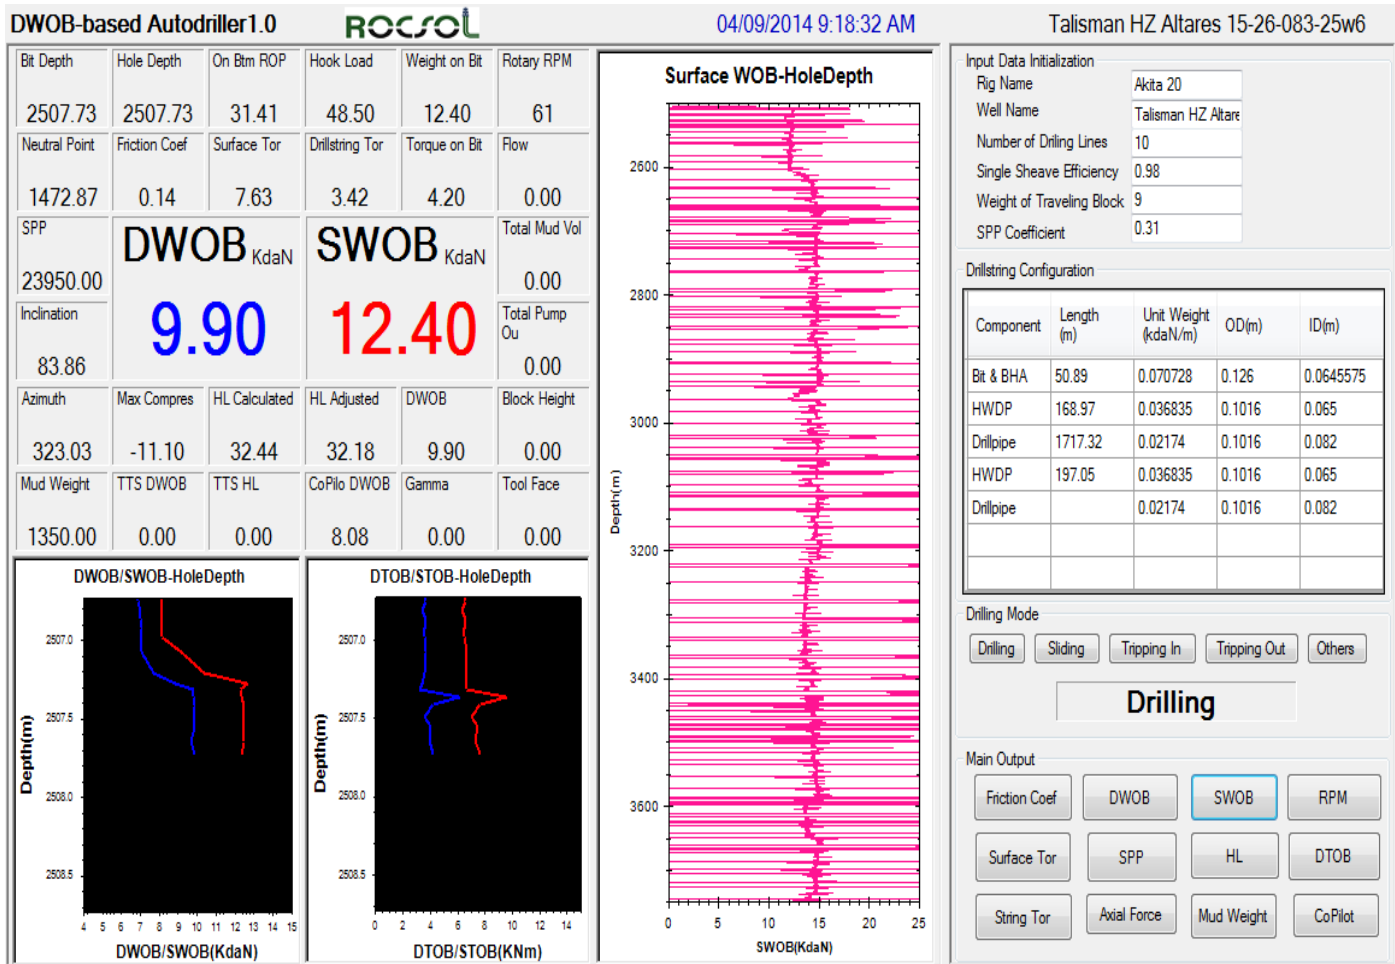 DWOB-based Autodriller1.0
ROCSOL
04/09/2014 9:18:32 AM
Talisman HZ Altares 15-26-083-25w6
Bit Depth Hole Depth On Btm ROP Hook Load Weight on Bit Rotary RPM
2507.73 2507.73 31.41 48.50 12.40 61
Neutral Point Friction Coef Surface Tor Drillstring Tor Torque on Bit Flow
1472.87 0.14 7.63 3.42 4.20 0.00
SPP
23950.00
DWOB KdaN
9.90
SWOB KdaN
12.40
Total Mud Vol
0.00
Inclination
83.86
Total Pump
Ou
0.00
Azimuth Max Compres HL Calculated HL Adjusted DWOB Block Height
323.03 -11.10 32.44 32.18 9.90 0.00
Mud Weight TTS DWOB TTS HL CoPilo DWOB Gamma Tool Face
1350.00 0.00 0.00 8.08 0.00 0.00
DWOB/SWOB-HoleDepth
Depth(m)
2507.0
2507.5
2508.0
2508.5
4 5 6 7 8 9 10 11 12 13 14 15
DWOB/SWOB(KdaN)
DTOB/STOB-HoleDepth
Depth(m)
2507.0
2507.5
2508.0
2508.5
0 2 4 6 8 10 12 14
DTOB/STOB(KNm)
Surface WOB-HoleDepth
Depth(m)
2600
2800
3000
3200
3400
3600
0 5 10 15 20 25
SWOB(KdaN)
Input Data Initialization
Rig Name Akita 20
Well Name Talisman HZ Altare
Number of Driling Lines 10
Single Sheave Efficiency 0.98
Weight of Traveling Block 9
SPP Coefficient 0.31
Drillstring Configuration
Component Length (m) Unit Weight (kdaN/m) OD(m) ID(m)
Bit & BHA 50.89 0.070728 0.126 0.0645575
HWDP 168.97 0.036835 0.1016 0.065
Drillpipe 1717.32 0.02174 0.1016 0.082
HWDP 197.05 0.036835 0.1016 0.065
Drillpipe 0.02174 0.1016 0.082
Drilling Mode
Drilling Sliding Tripping In Tripping Out Others
Drilling
Main Output
Friction Coef DWOB SWOB RPM
Surface Tor SPP HL DTOB
String Tor Axial Force Mud Weight CoPilot